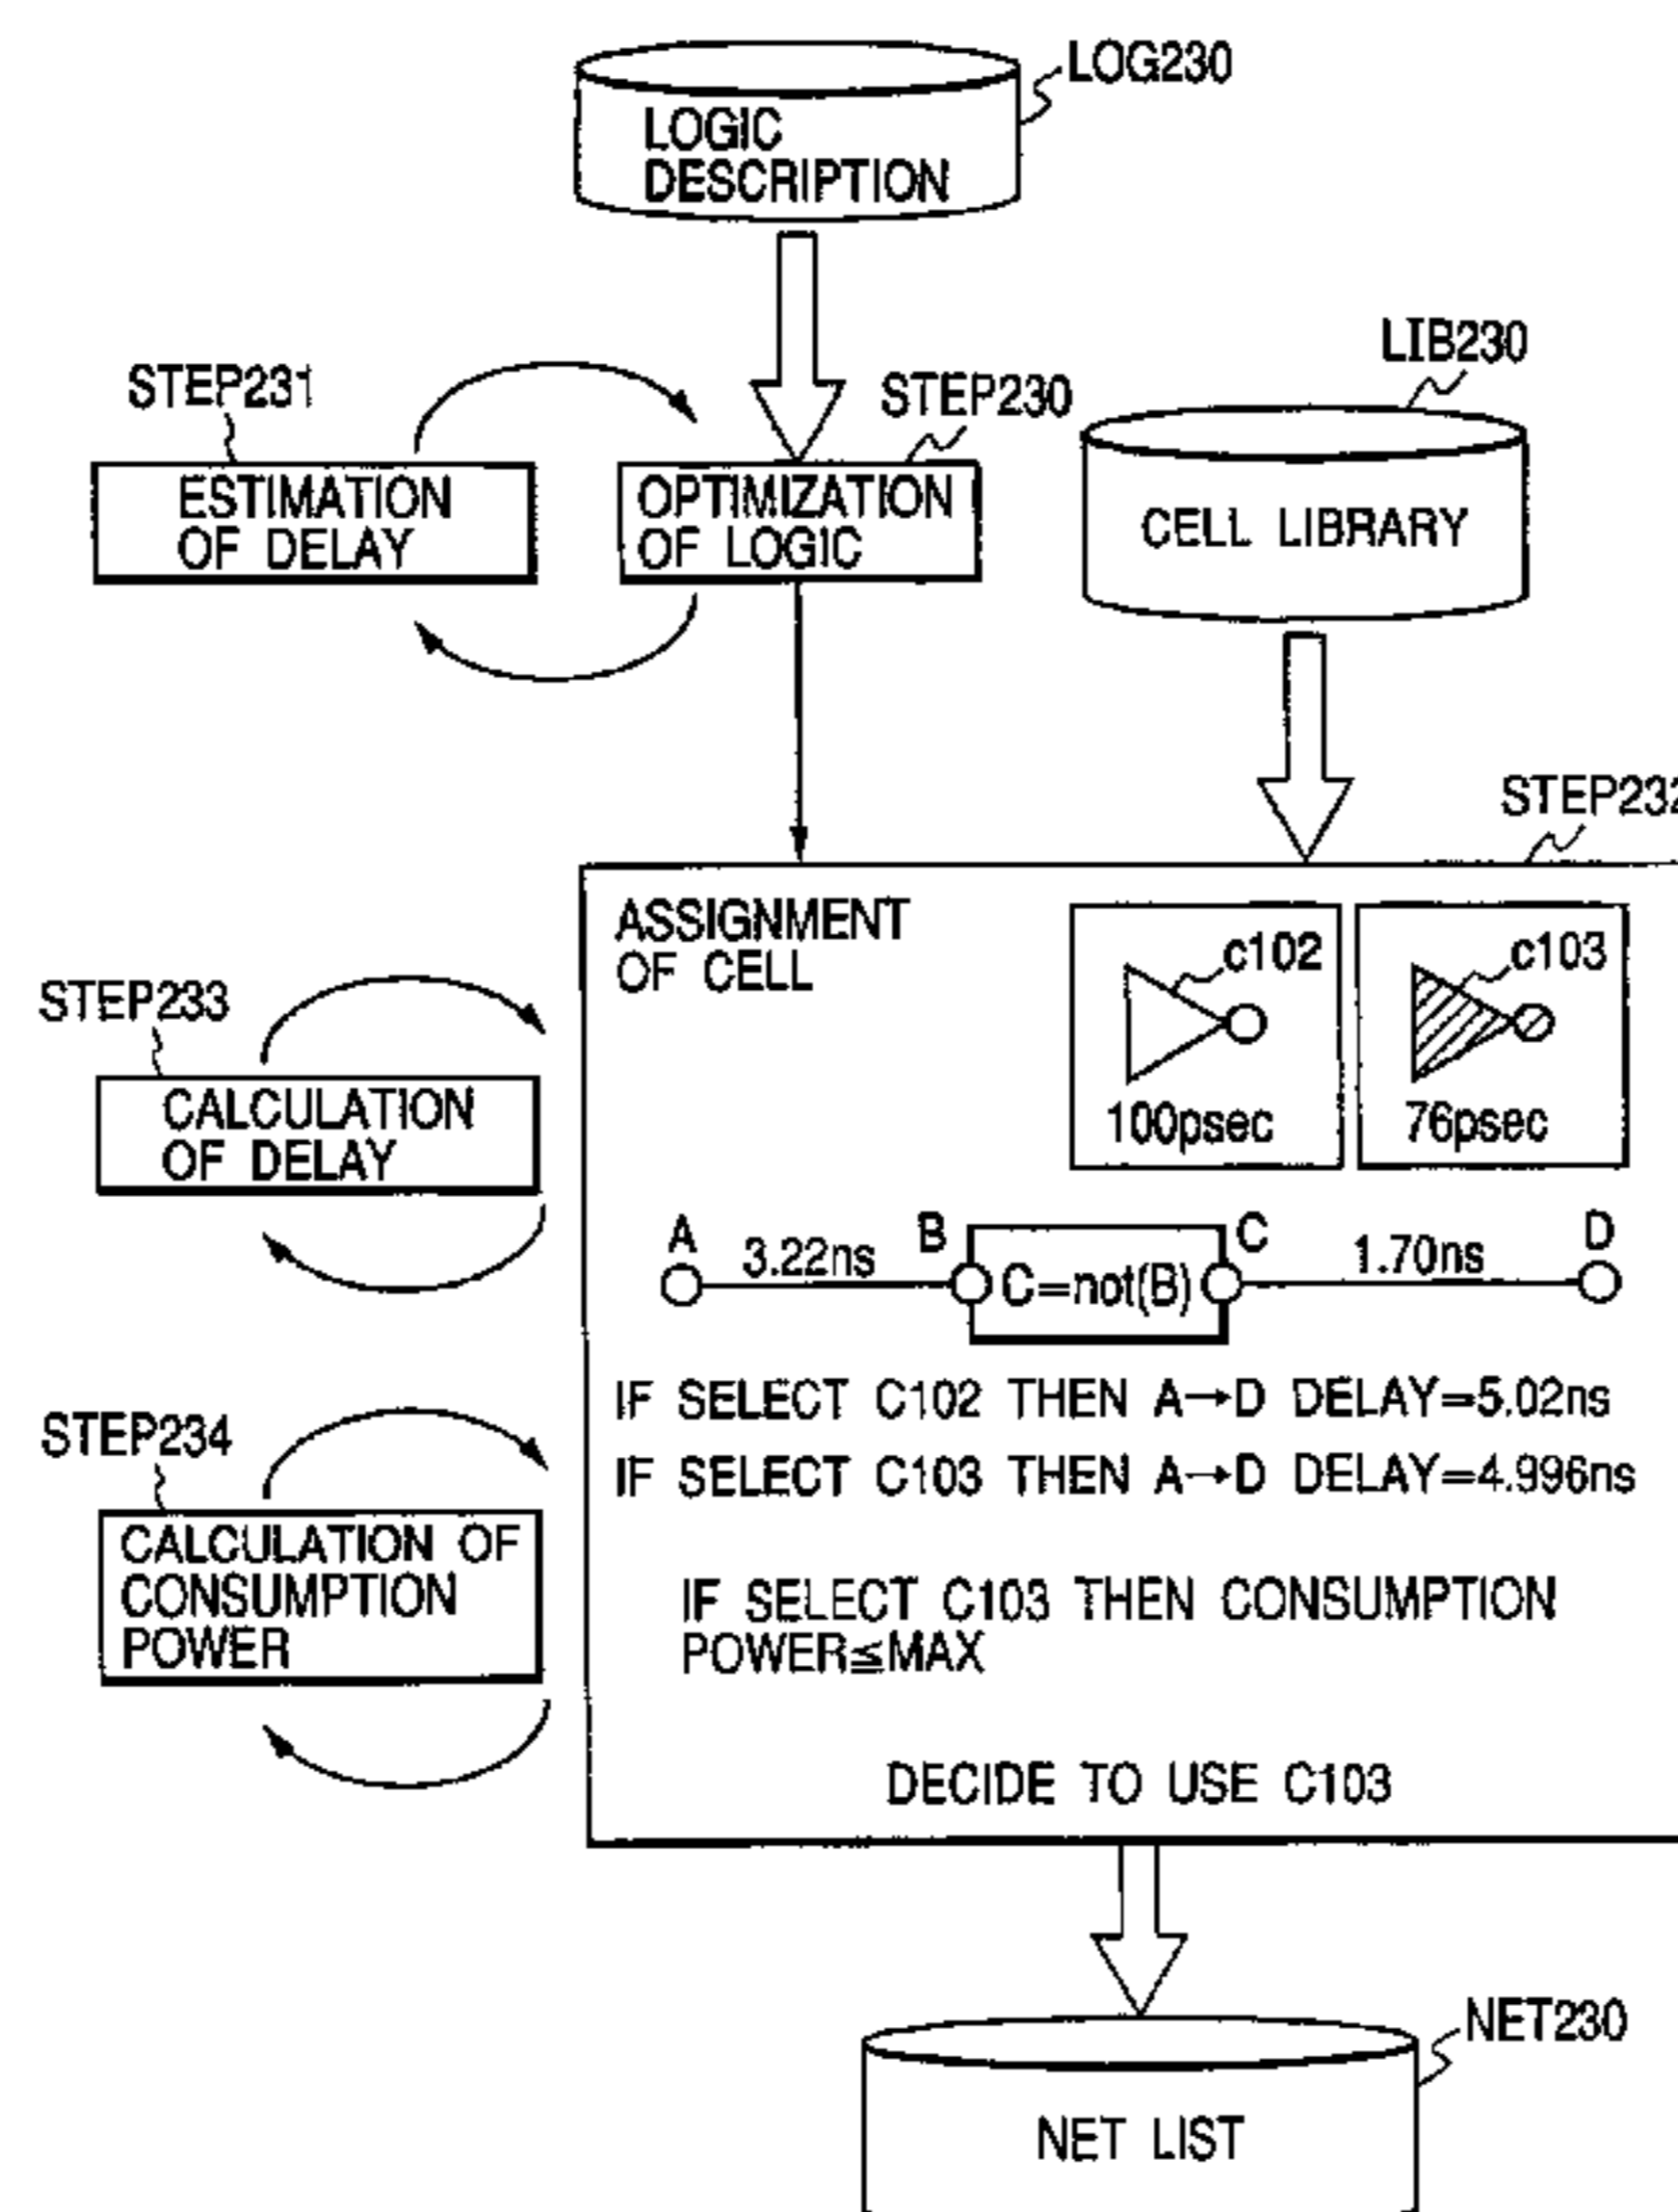 LOG230
LOGIC
DESCRIPTION
LIB230
STEP231
STEP230
ESTIMATION
OF DELAY
OPTIMIZATION
OF LOGIC
CELL LIBRARY
STEP232
ASSIGNMENT
OF CELL
c102
c103
100psec
76psec
STEP233
CALCULATION
OF DELAY
A
3.22ns
B
C=not(B)
C
1.70ns
D
IF SELECT C102 THEN A→D DELAY=5.02ns
IF SELECT C103 THEN A→D DELAY=4.996ns
STEP234
CALCULATION OF
CONSUMPTION
POWER
IF SELECT C103 THEN CONSUMPTION
POWER≦MAX
DECIDE TO USE C103
NET230
NET LIST